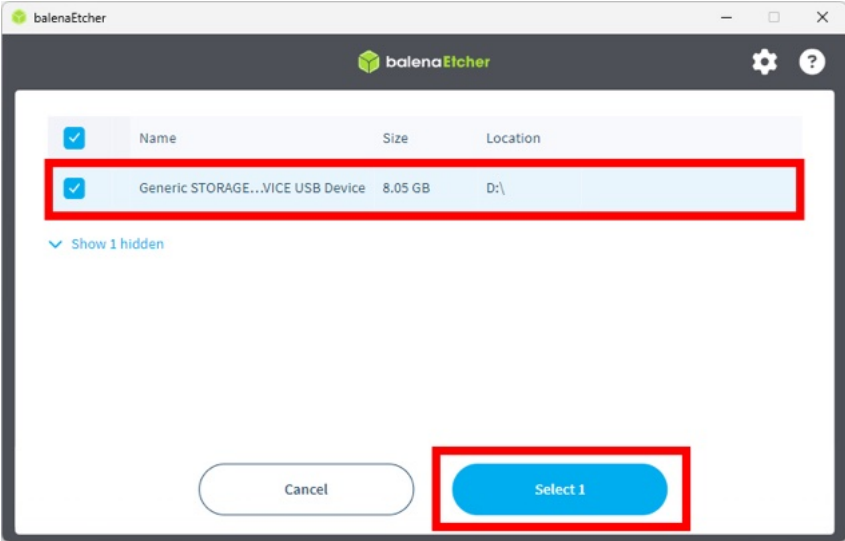 balenaEtcher
balenaEtcher
?
Name Size Location
Generic STORAGE...VICE USB Device 8.05 GB D:\
Show 1 hidden
Cancel Select 1